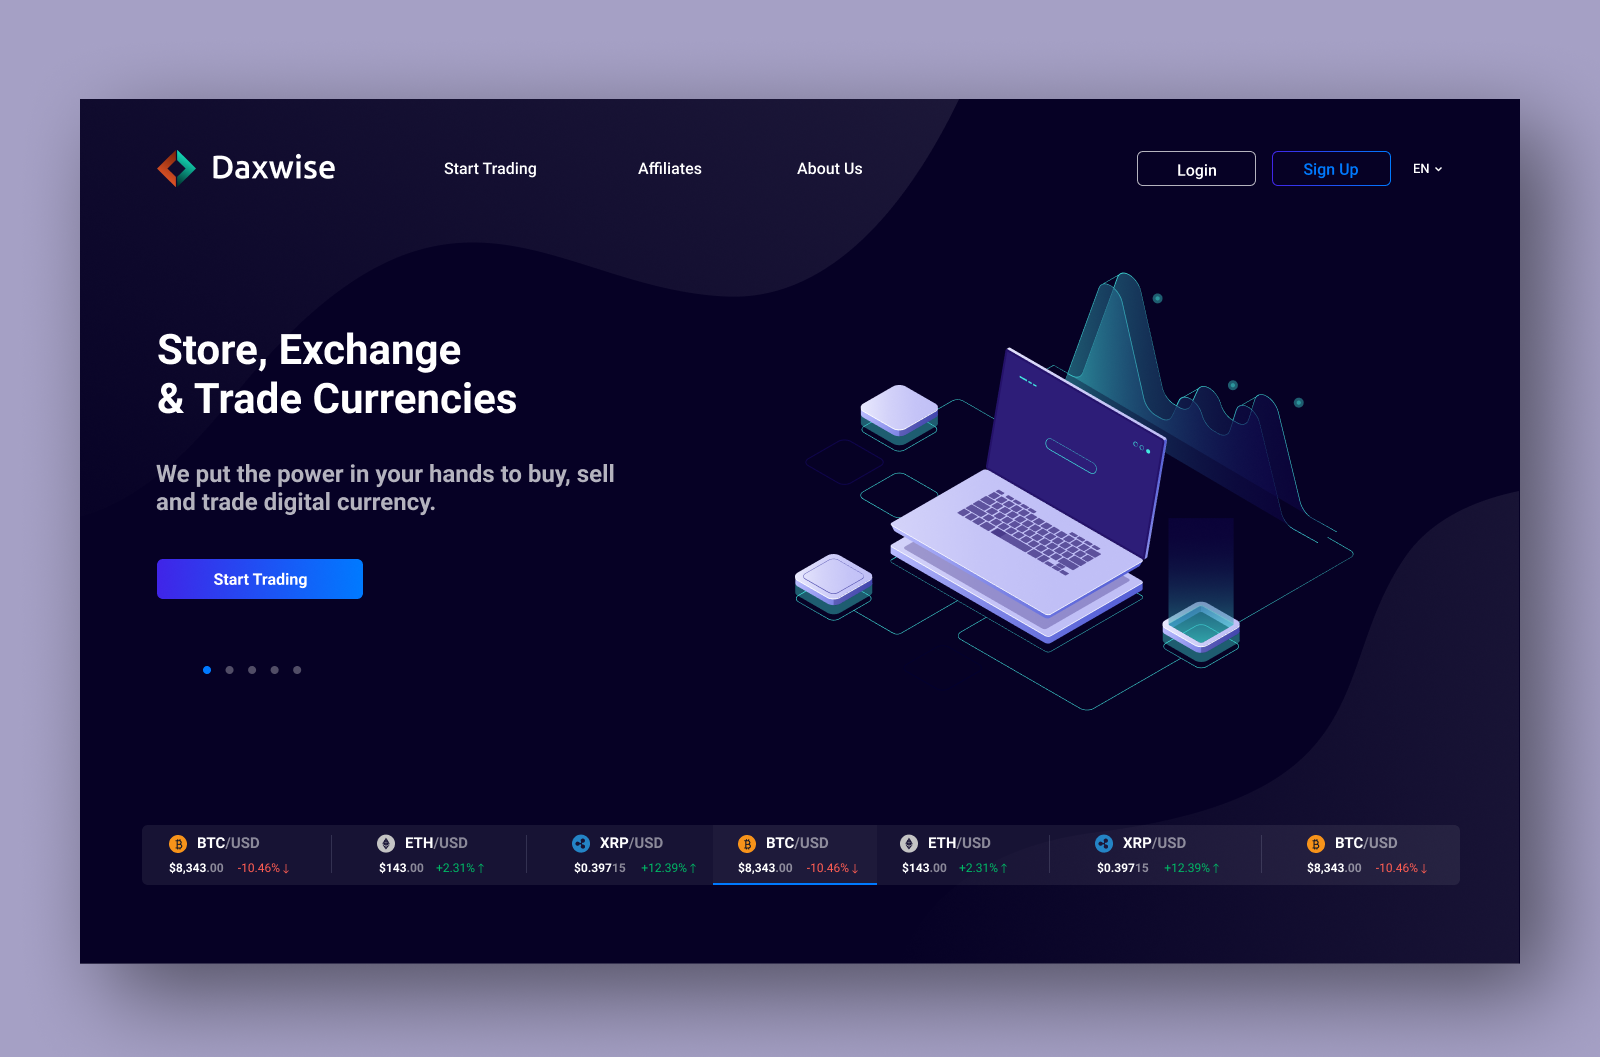 Daxwise
Start Trading
Affiliates
About Us
Login
Sign Up
EN
Store, Exchange
& Trade Currencies
We put the power in your hands to buy, sell
and trade digital currency.
Start Trading
BTC/USD
$8,343.00 -10.46%↓
ETH/USD
$143.00 +2.31%↑
XRP/USD
$0.39715 +12.39%↑
BTC/USD
$8,343.00 -10.46%↓
ETH/USD
$143.00 +2.31%↑
XRP/USD
$0.39715 +12.39%↑
BTC/USD
$8,343.00 -10.46%↓